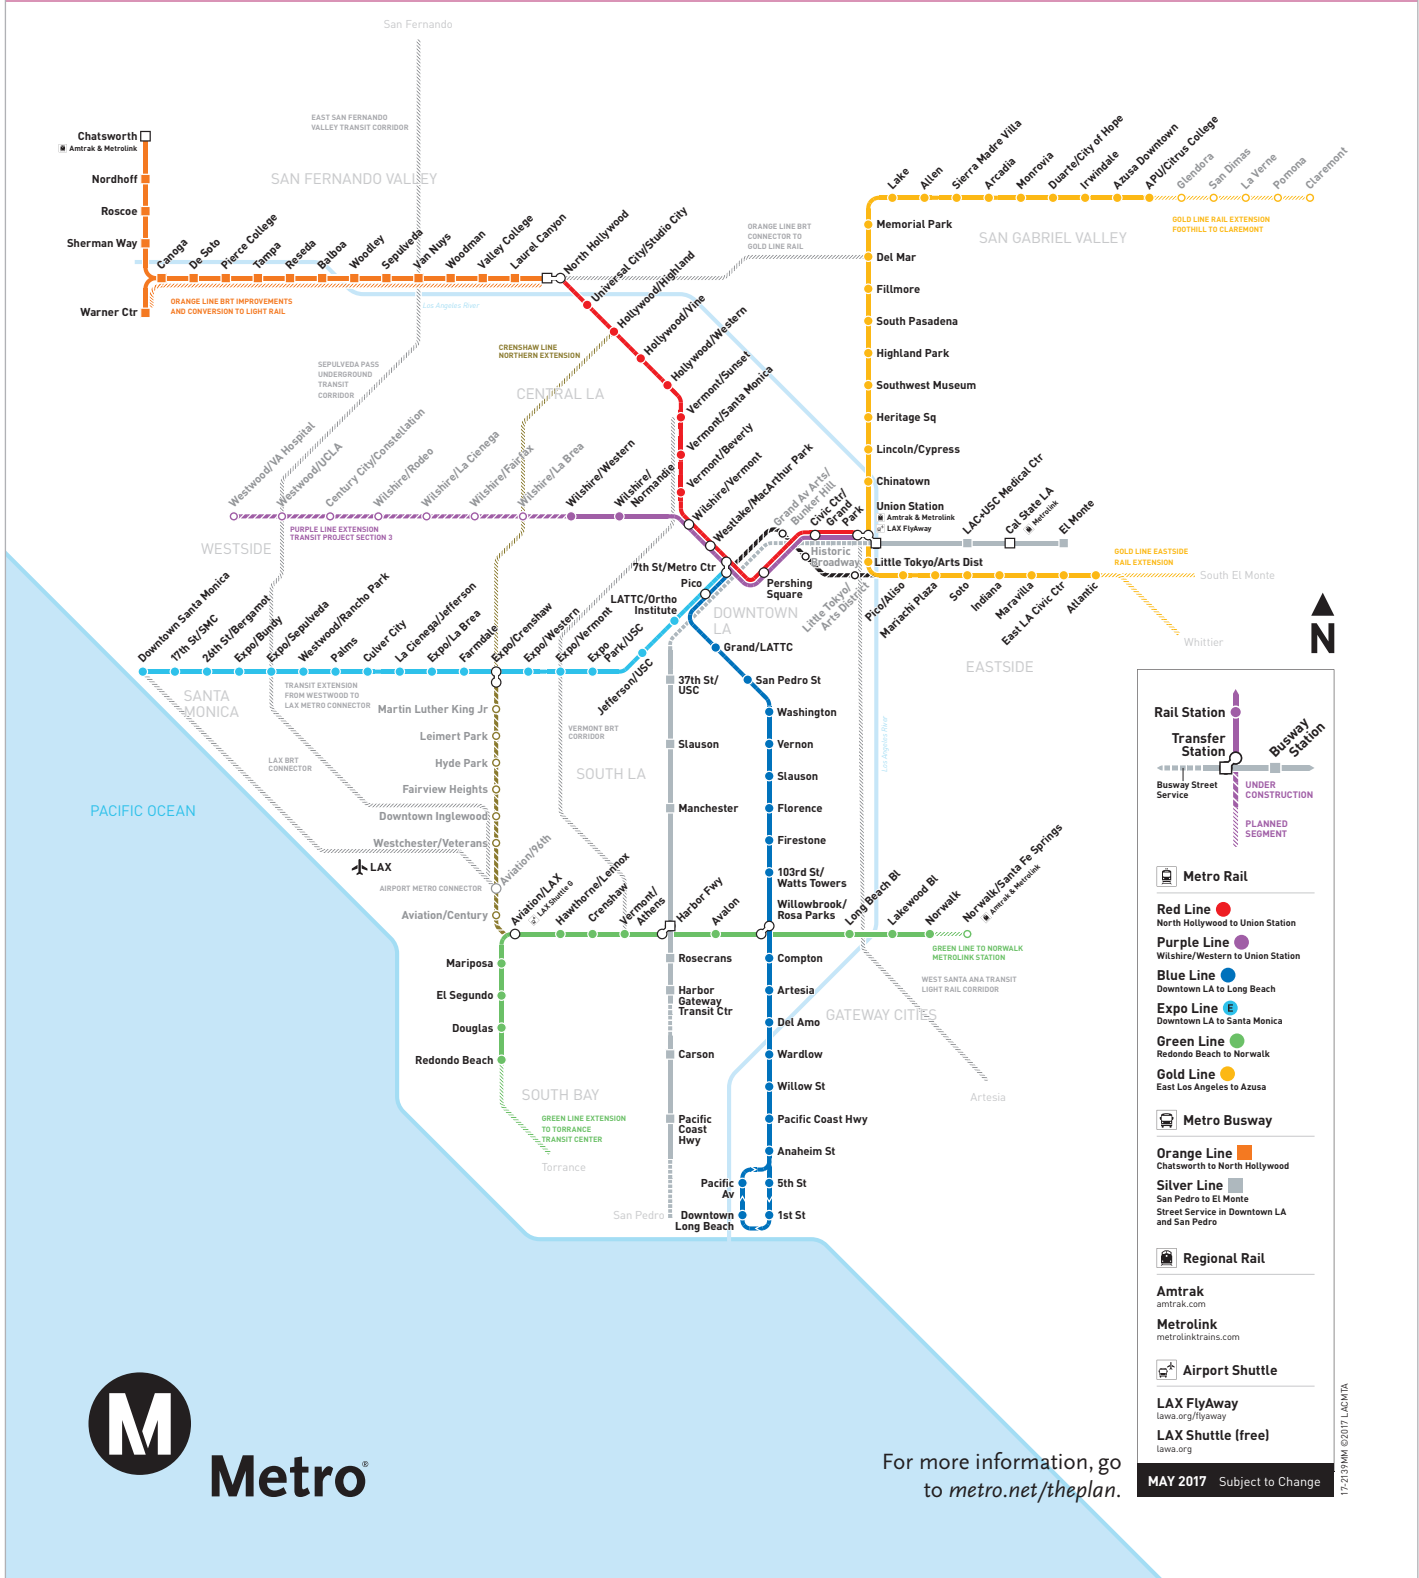 San Fernando
EAST SAN FERNANDO
VALLEY TRANSIT CORRIDOR
SAN FERNANDO VALLEY
Chatsworth
Amtrak & Metrolink
Nordhoff
Roscoe
Sherman Way
Canoga
De Soto
Pierce College
Tampa
Reseda
Balboa
Woodley
Sepulveda
Van Nuys
Woodman
Valley College
Laurel Canyon
North Hollywood
Warner Ctr
ORANGE LINE BRT IMPROVEMENTS
AND CONVERSION TO LIGHT RAIL
Los Angeles River
ORANGE LINE BRT
CONNECTOR TO
GOLD LINE RAIL
Universal City/Studio City
Hollywood/Highland
Hollywood/Vine
Hollywood/Western
Vermont/Sunset
Vermont/Santa Monica
Vermont/Beverly
Wilshire/Vermont
Westlake/MacArthur Park
CRENSHAW LINE
NORTHERN EXTENSION
CENTRAL LA
SEPULVEDA PASS
UNDERGROUND
TRANSIT
CORRIDOR
Lake
Allen
Sierra Madre Villa
Arcadia
Monrovia
Duarte/City of Hope
Irwindale
Azusa Downtown
APU/Citrus College
Glendora
San Dimas
La Verne
Pomona
Claremont
GOLD LINE RAIL EXTENSION
FOOTHILL TO CLAREMONT
SAN GABRIEL VALLEY
Memorial Park
Del Mar
Fillmore
South Pasadena
Highland Park
Southwest Museum
Heritage Sq
Lincoln/Cypress
Chinatown
Union Station
Amtrak & Metrolink
LAX FlyAway
LAC+USC Medical Ctr
Cal State LA
Metrolink
El Monte
Westwood/VA Hospital
Westwood/UCLA
Century City/Constellation
Wilshire/Rodeo
Wilshire/La Cienega
Wilshire/Fairfax
Wilshire/La Brea
Wilshire/Western
Wilshire/
Normandie
PURPLE LINE EXTENSION
TRANSIT PROJECT SECTION 3
WESTSIDE
Grand Av Arts/
Bunker Hill
Civic Ctr/
Grand
Park
Historic
Broadway
Little Tokyo/
Arts District
Little Tokyo/Arts Dist
7th St/Metro Ctr
Pico
Pershing
Square
LATTC/Ortho
Institute
DOWNTOWN
LA
Pico/Aliso
Mariachi Plaza
Soto
Indiana
Maravilla
East LA Civic Ctr
Atlantic
GOLD LINE EASTSIDE
RAIL EXTENSION
South El Monte
Whittier
EASTSIDE
N
Downtown Santa Monica
17th St/SMC
26th St/Bergamot
Expo/Bundy
Expo/Sepulveda
Westwood/Rancho Park
Palms
Culver City
La Cienega/Jefferson
Expo/La Brea
Farmdale
Expo/Crenshaw
Expo/Western
Expo/Vermont
Expo
Park/USC
Jefferson/USC
SANTA
MONICA
TRANSIT EXTENSION
FROM WESTWOOD TO
LAX METRO CONNECTOR
LAX BRT
CONNECTOR
Martin Luther King Jr
Leimert Park
Hyde Park
Fairview Heights
Downtown Inglewood
Westchester/Veterans
Aviation/96th
AIRPORT METRO CONNECTOR
Aviation/Century
LAX
PACIFIC OCEAN
VERMONT BRT
CORRIDOR
SOUTH LA
37th St/
USC
Slauson
Manchester
Grand/LATTC
San Pedro St
Washington
Vernon
Slauson
Florence
Firestone
103rd St/
Watts Towers
Willowbrook/
Rosa Parks
Los Angeles River
Aviation/LAX
LAX Shuttle G
Hawthorne/Lennox
Crenshaw
Vermont/
Athens
Harbor Fwy
Avalon
Long Beach Bl
Lakewood Bl
Norwalk
Norwalk/Santa Fe Springs
Amtrak & Metrolink
GREEN LINE TO NORWALK
METROLINK STATION
WEST SANTA ANA TRANSIT
LIGHT RAIL CORRIDOR
GATEWAY CITIES
Artesia
Mariposa
El Segundo
Douglas
Redondo Beach
SOUTH BAY
GREEN LINE EXTENSION
TO TORRANCE
TRANSIT CENTER
Torrance
Rosecrans
Harbor
Gateway
Transit Ctr
Carson
Pacific
Coast
Hwy
San Pedro
Compton
Artesia
Del Amo
Wardlow
Willow St
Pacific Coast Hwy
Anaheim St
Pacific
Av
5th St
Downtown
Long Beach
1st St
Rail Station
Transfer
Station
Busway
Station
Busway Street
Service
UNDER
CONSTRUCTION
PLANNED
SEGMENT
Metro Rail
Red Line
North Hollywood to Union Station
Purple Line
Wilshire/Western to Union Station
Blue Line
Downtown LA to Long Beach
Expo Line E
Downtown LA to Santa Monica
Green Line
Redondo Beach to Norwalk
Gold Line
East Los Angeles to Azusa
Metro Busway
Orange Line
Chatsworth to North Hollywood
Silver Line
San Pedro to El Monte
Street Service in Downtown LA
and San Pedro
Regional Rail
Amtrak
amtrak.com
Metrolink
metrolinktrains.com
Airport Shuttle
LAX FlyAway
lawa.org/flyaway
LAX Shuttle (free)
lawa.org
MAY 2017 Subject to Change
17-2139MM ©2017 LACMTA
M
Metro®
For more information, go
to metro.net/theplan.